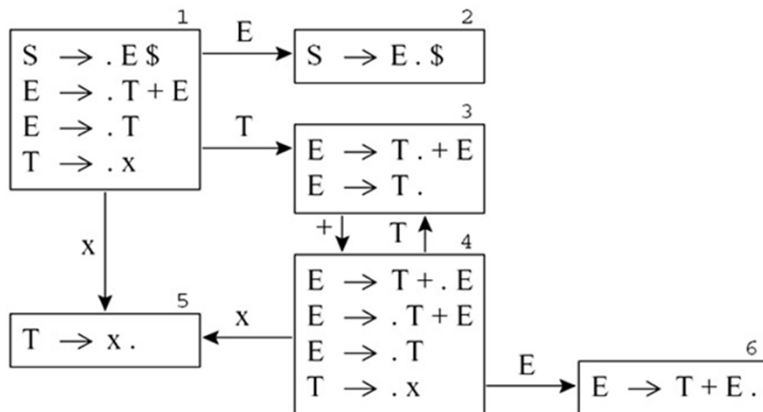 1
S → . E $
E → . T + E
E → . T
T → . x
E
2
S → E . $
T
3
E → T . + E
E → T .
x
+
T
4
E → T + . E
E → . T + E
E → . T
T → . x
5
T → x .
x
E
6
E → T + E .